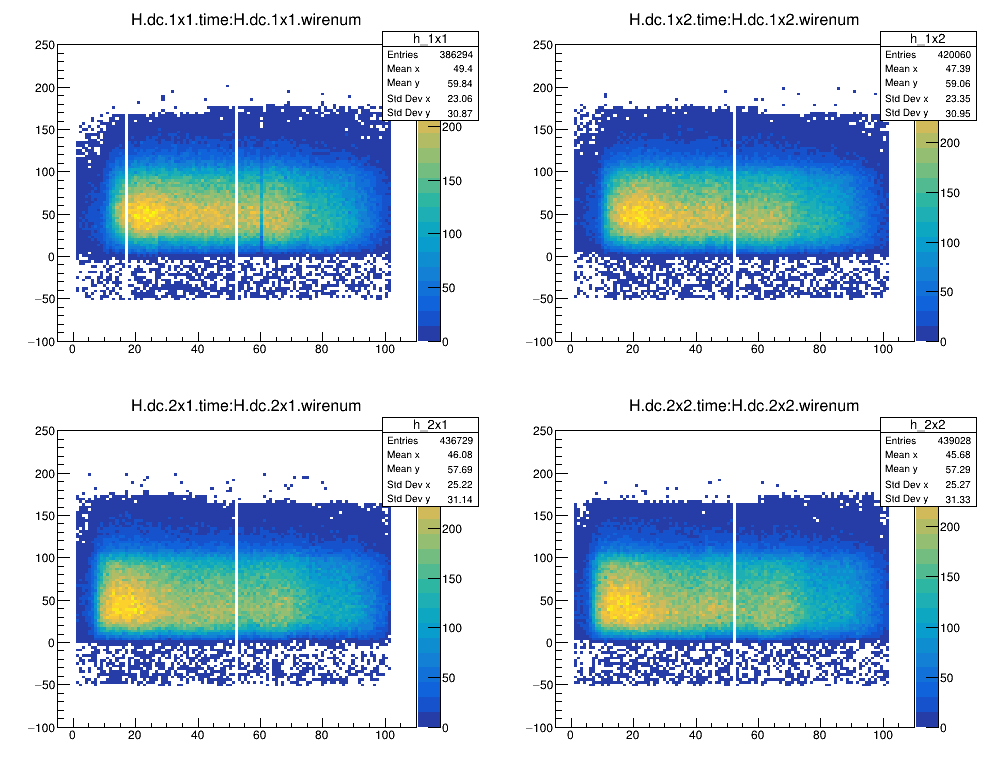 H.dc.1x1.time:H.dc.1x1.wirenum
h_1x1
Entries 386294
Mean x 49.4
Mean y 59.84
Std Dev x 23.06
Std Dev y 30.87
250
200
150
100
50
0
−50
−100
0 20 40 60 80 100
200
150
100
50
0
H.dc.1x2.time:H.dc.1x2.wirenum
h_1x2
Entries 420060
Mean x 47.39
Mean y 59.06
Std Dev x 23.35
Std Dev y 30.95
250
200
150
100
50
0
−50
−100
0 20 40 60 80 100
200
150
100
50
0
H.dc.2x1.time:H.dc.2x1.wirenum
h_2x1
Entries 436729
Mean x 46.08
Mean y 57.69
Std Dev x 25.22
Std Dev y 31.14
250
200
150
100
50
0
−50
−100
0 20 40 60 80 100
200
150
100
50
0
H.dc.2x2.time:H.dc.2x2.wirenum
h_2x2
Entries 439028
Mean x 45.68
Mean y 57.29
Std Dev x 25.27
Std Dev y 31.33
250
200
150
100
50
0
−50
−100
0 20 40 60 80 100
200
150
100
50
0